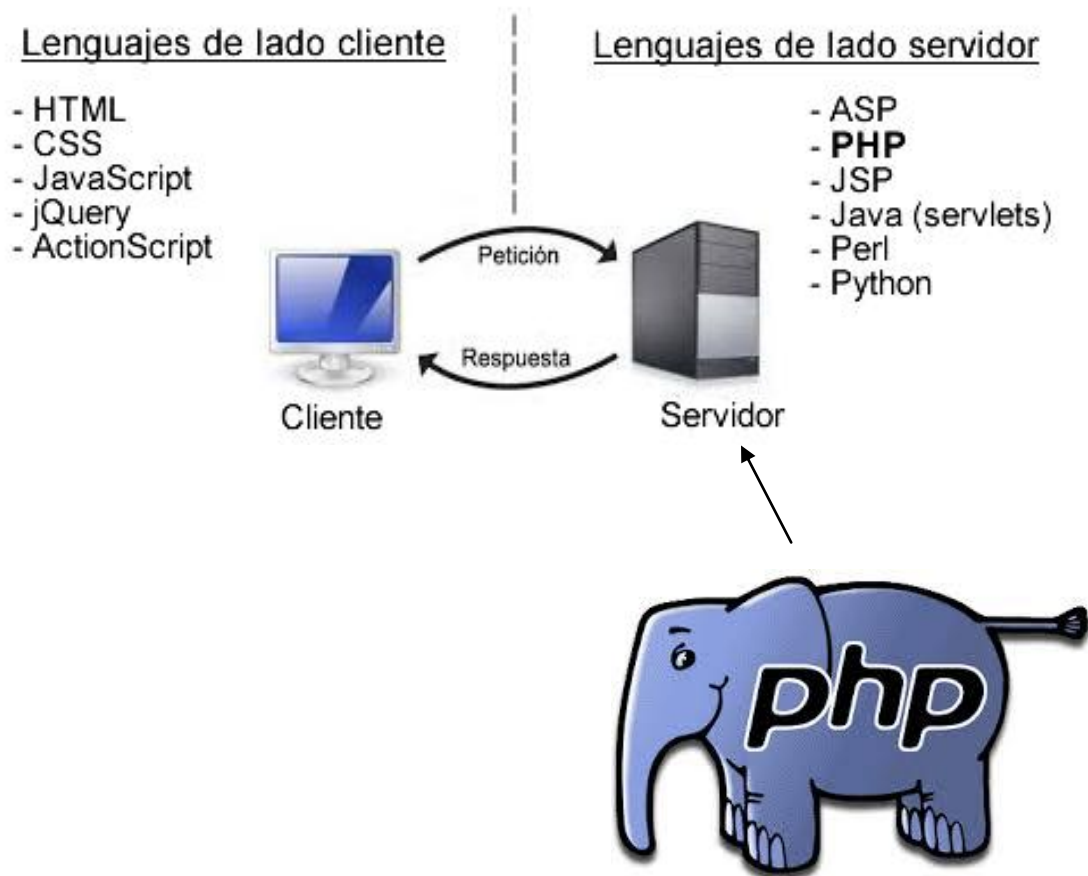 Lenguajes de lado cliente
- HTML
- CSS
- JavaScript
- jQuery
- ActionScript
Lenguajes de lado servidor
- ASP
- PHP
- JSP
- Java (servlets)
- Perl
- Python
Petición
Respuesta
Cliente
Servidor
php